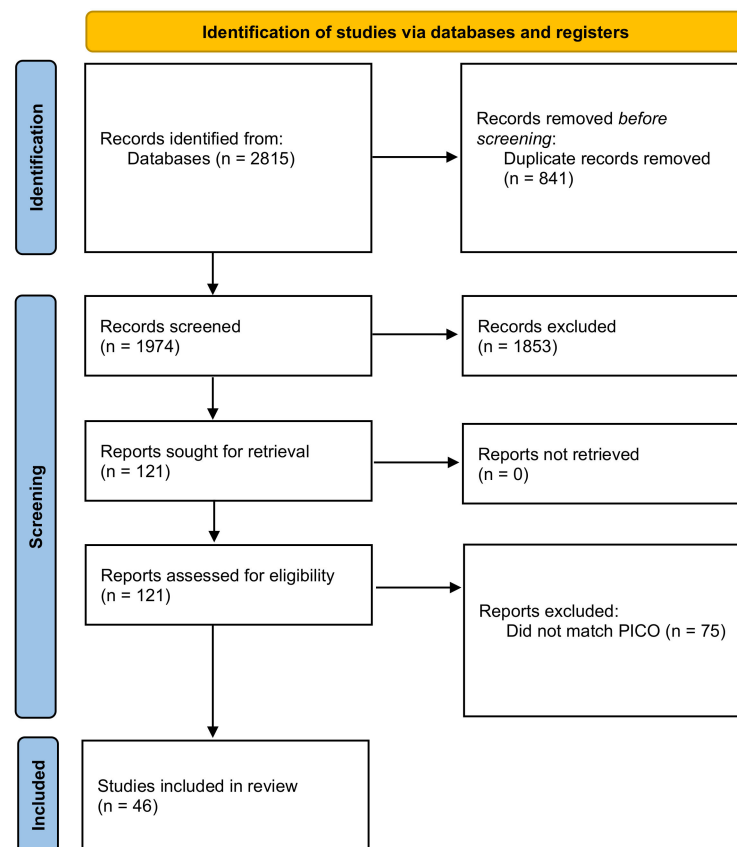 Identification of studies via databases and registers
Identification
Records identified from:
Databases (n = 2815)
Records removed before
screening:
Duplicate records removed
(n = 841)
Screening
Records screened
(n = 1974)
Records excluded
(n = 1853)
Reports sought for retrieval
(n = 121)
Reports not retrieved
(n = 0)
Reports assessed for eligibility
(n = 121)
Reports excluded:
Did not match PICO (n = 75)
Included
Studies included in review
(n = 46)